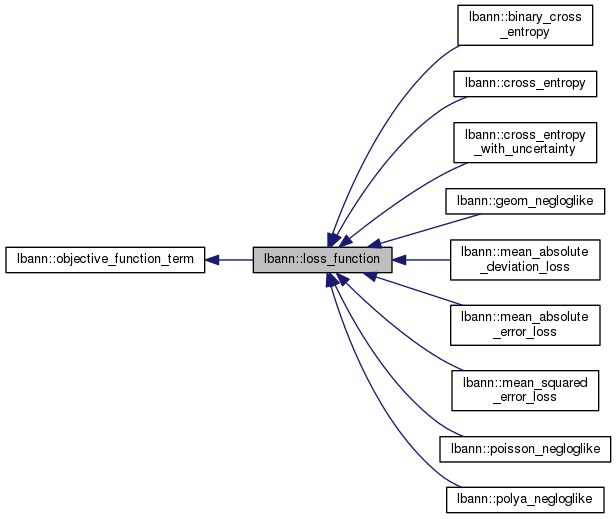 lbann::binary_cross
_entropy
lbann::cross_entropy
lbann::cross_entropy
_with_uncertainty
lbann::geom_negloglike
lbann::objective_function_term
lbann::loss_function
lbann::mean_absolute
_deviation_loss
lbann::mean_absolute
_error_loss
lbann::mean_squared
_error_loss
lbann::poisson_negloglike
lbann::polya_negloglike